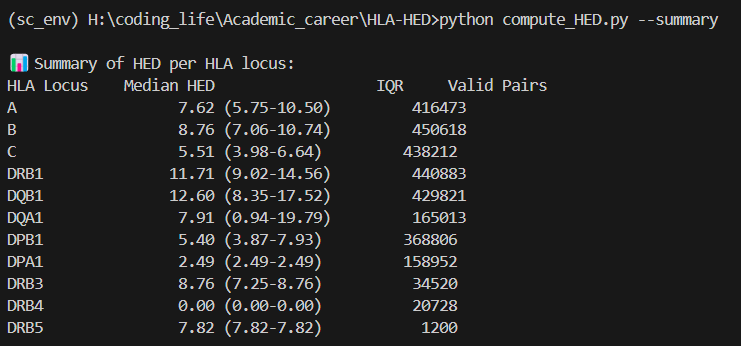 (sc_env) H:\coding_life\Academic_career\HLA-HED>python compute_HED.py --summary
📊 Summary of HED per HLA locus:
HLA Locus    Median HED                  IQR     Valid Pairs
A                  7.62 (5.75-10.50)         416473
B                  8.76 (7.06-10.74)         450618
C                  5.51 (3.98-6.64)         438212
DRB1              11.71 (9.02-14.56)         440883
DQB1              12.60 (8.35-17.52)         429821
DQA1               7.91 (0.94-19.79)         165013
DPB1               5.40 (3.87-7.93)         368806
DPA1               2.49 (2.49-2.49)         158952
DRB3               8.76 (7.25-8.76)          34520
DRB4               0.00 (0.00-0.00)          20728
DRB5               7.82 (7.82-7.82)           1200